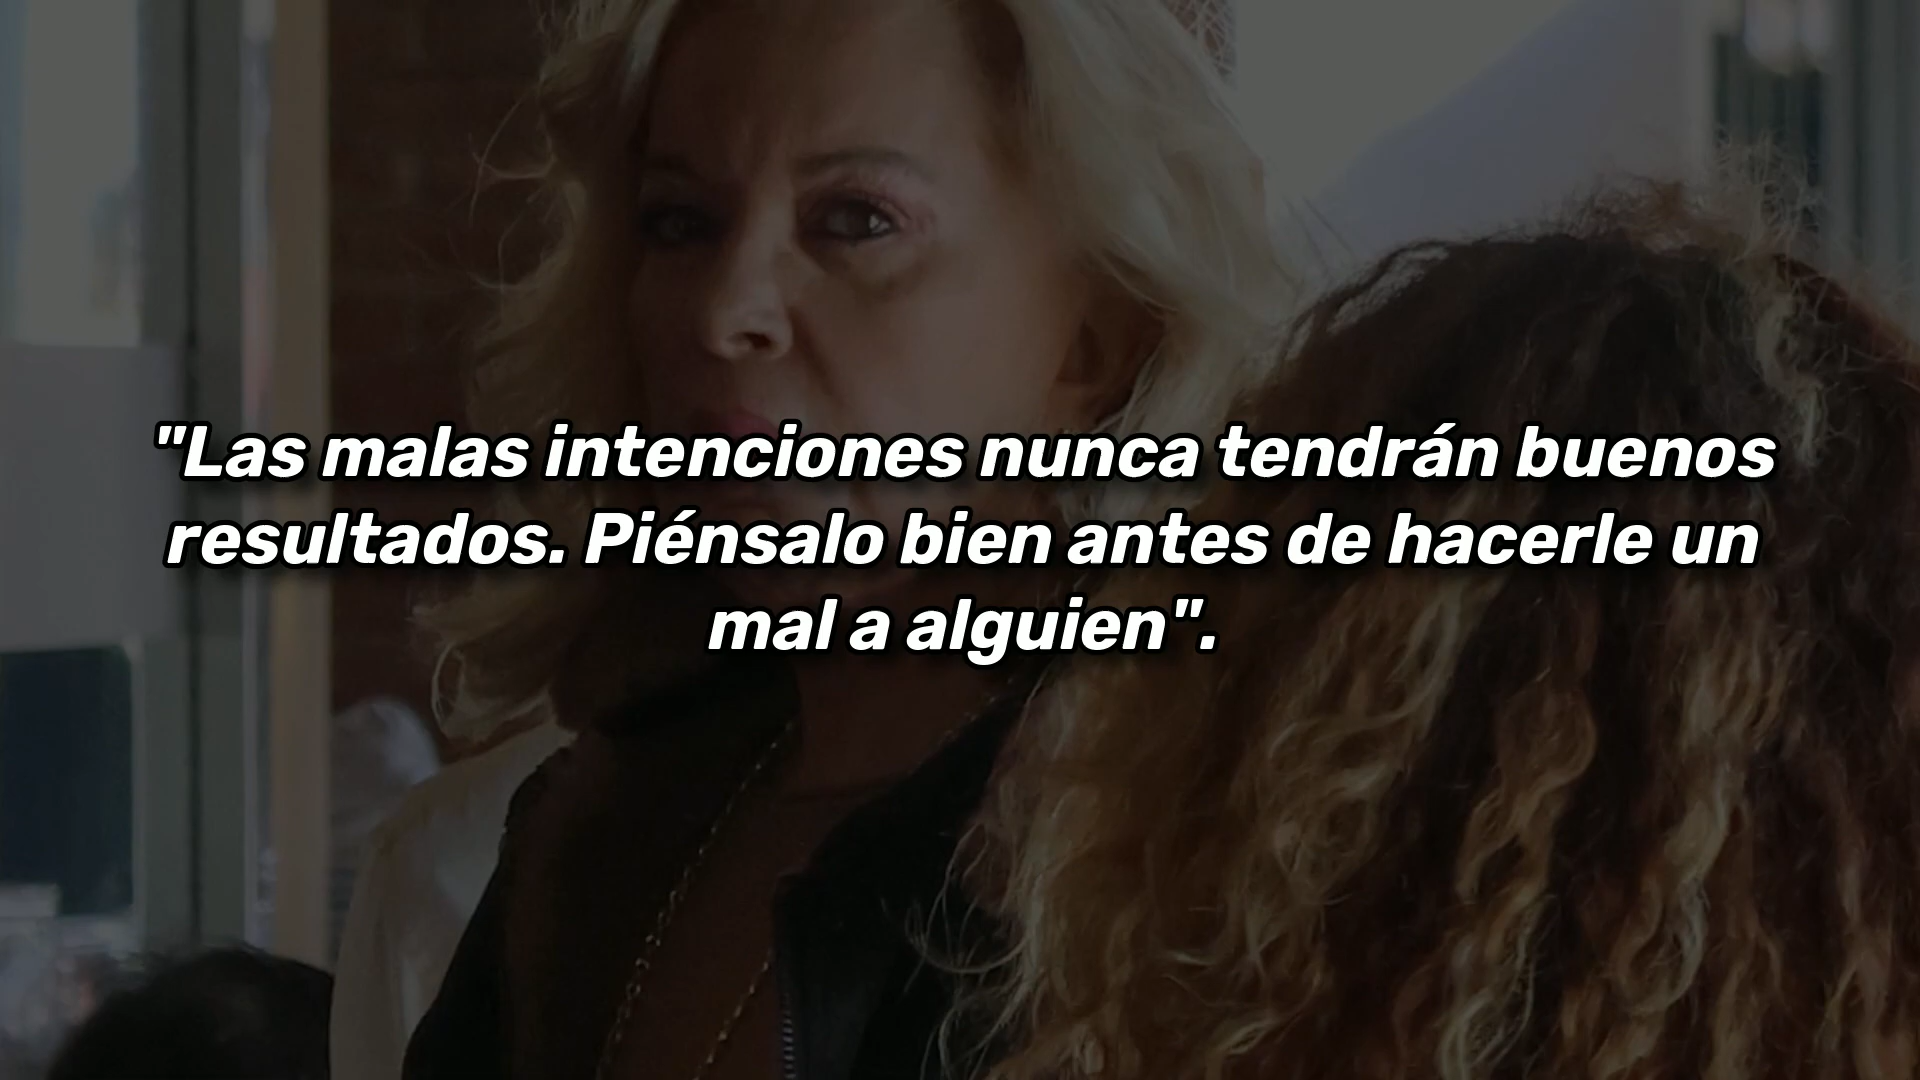 "Las malas intenciones nunca tendrán buenos
resultados. Piénsalo bien antes de hacerle un
mal a alguien".